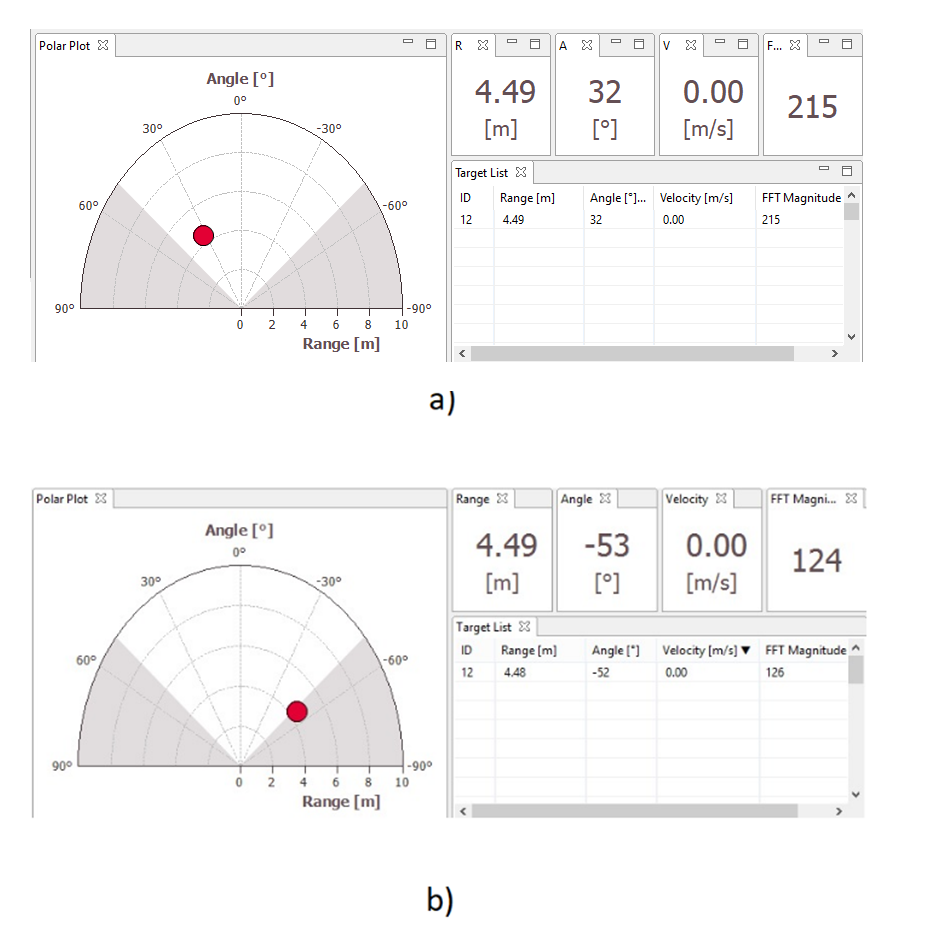 Polar Plot
Angle [°]
0°
30° -30°
60° -60°
90° -90°
0 2 4 6 8 10
Range [m]
R A V F...
4.49 32 0.00 215
[m] [°] [m/s]
Target List
ID Range [m] Angle [°]... Velocity [m/s] FFT Magnitude
12 4.49 32 0.00 215
a)
Polar Plot
Angle [°]
0°
30° -30°
60° -60°
90° -90°
0 2 4 6 8 10
Range [m]
Range Angle Velocity FFT Magni...
4.49 -53 0.00 124
[m] [°] [m/s]
Target List
ID Range [m] Angle [°] Velocity [m/s] FFT Magnitude
12 4.48 -52 0.00 126
b)